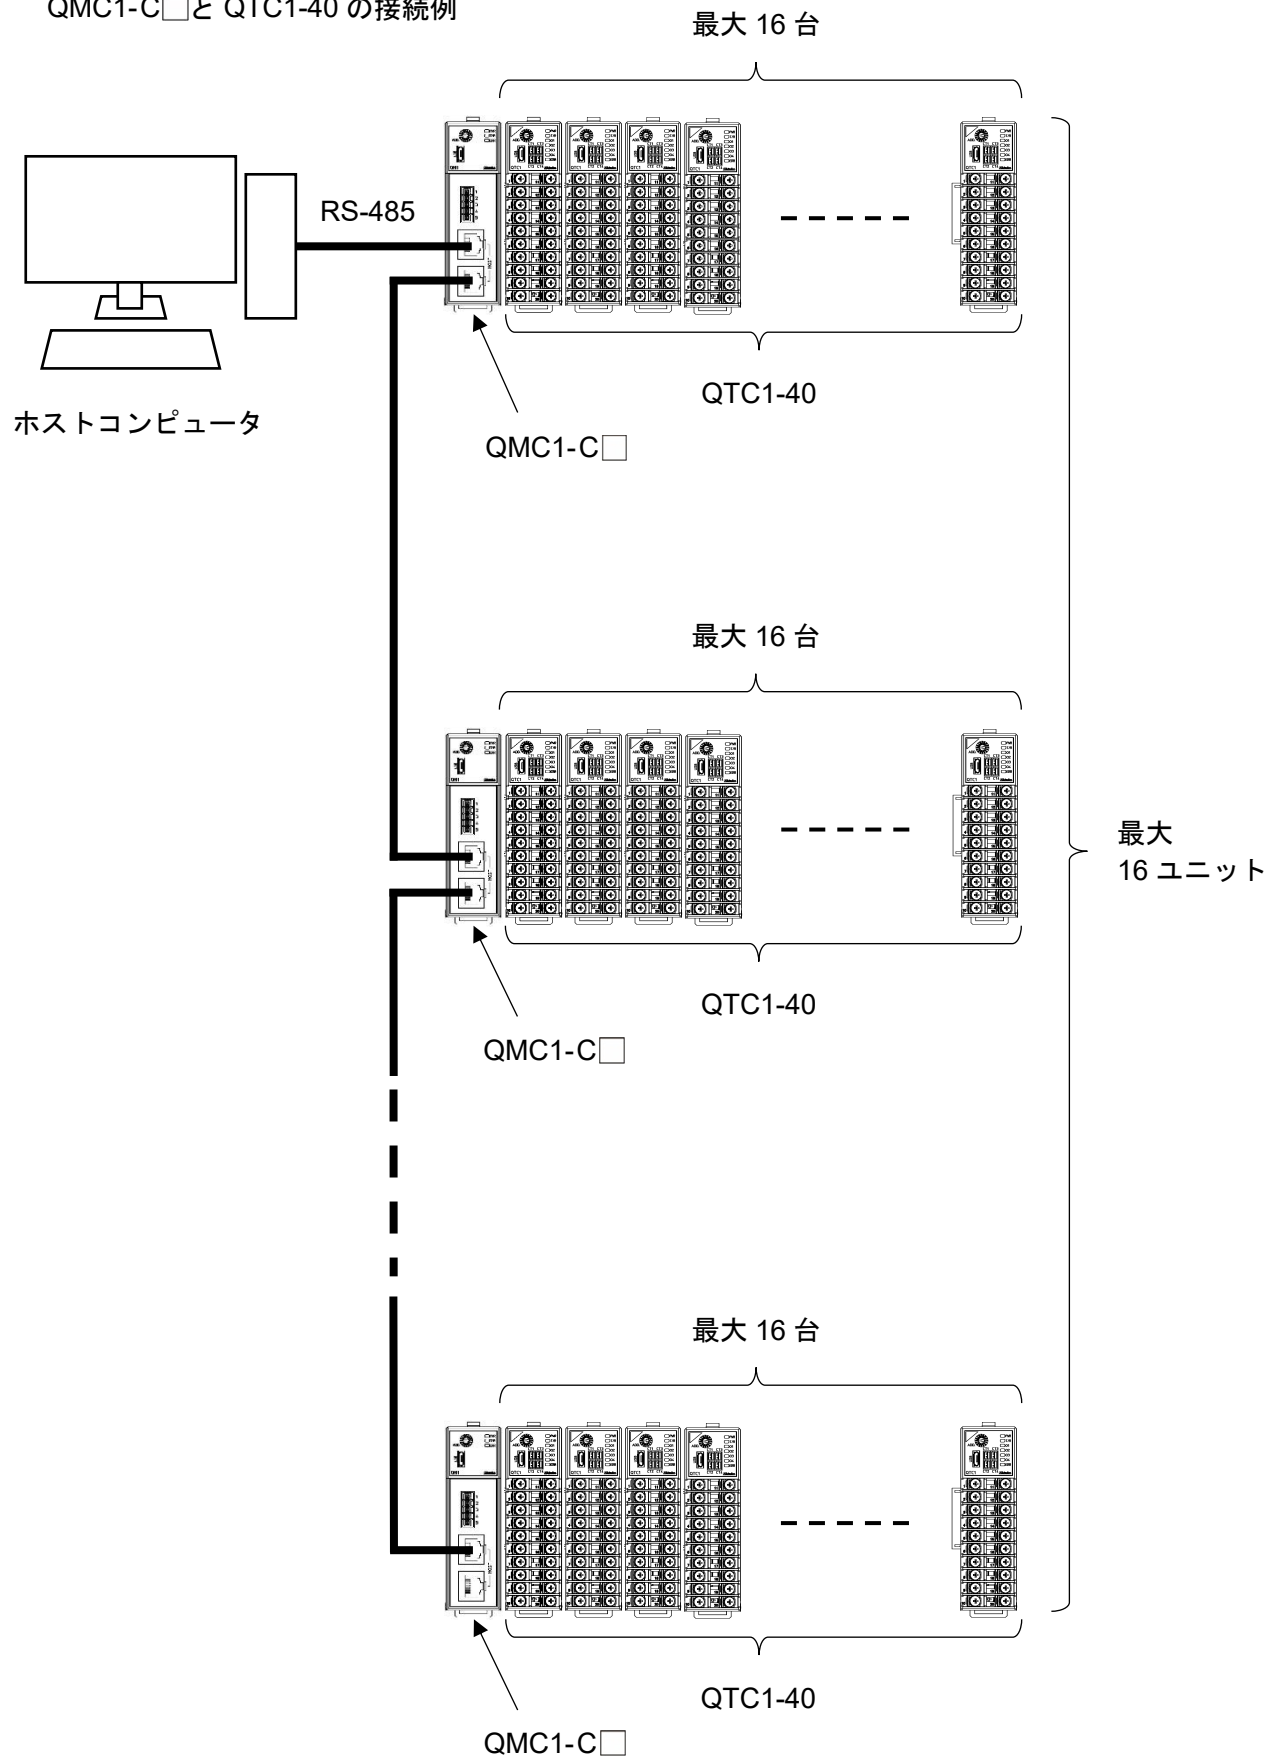 QMC1-C□と QTC1-40 の接続例
最大 16 台
RS-485
QTC1-40
ホストコンピュータ
QMC1-C□
最大 16 台
最大
16 ユニット
QTC1-40
QMC1-C□
最大 16 台
QTC1-40
QMC1-C□